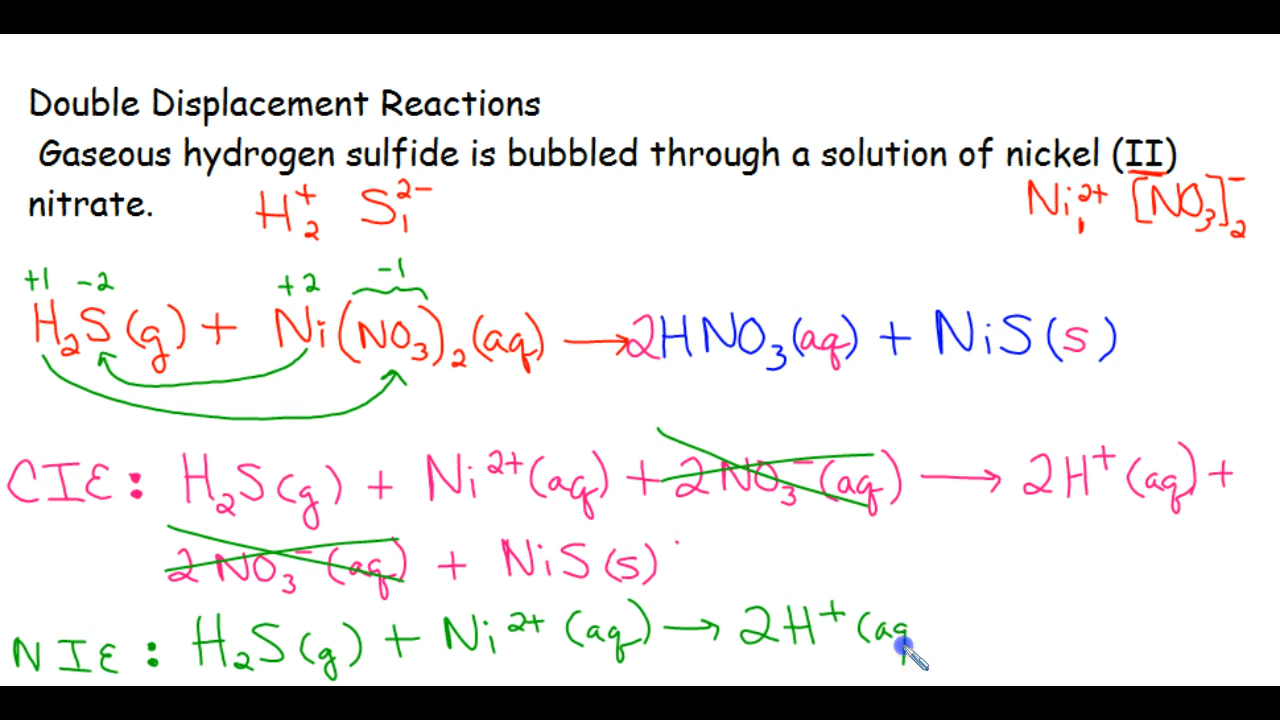 Double Displacement Reactions
Gaseous hydrogen sulfide is bubbled through a solution of nickel (II)
nitrate. H₂⁺ S₁²⁻ Ni₁²⁺ [NO₃]₂⁻
+1 -2 +2 -1
H₂S(g) + Ni(NO₃)₂(aq) → 2HNO₃(aq) + NiS(s)
CIE: H₂S(g) + Ni²⁺(aq) + 2NO₃⁻(aq) → 2H⁺(aq) +
2NO₃⁻(aq) + NiS(s)
NIE: H₂S(g) + Ni²⁺(aq) → 2H⁺(aq